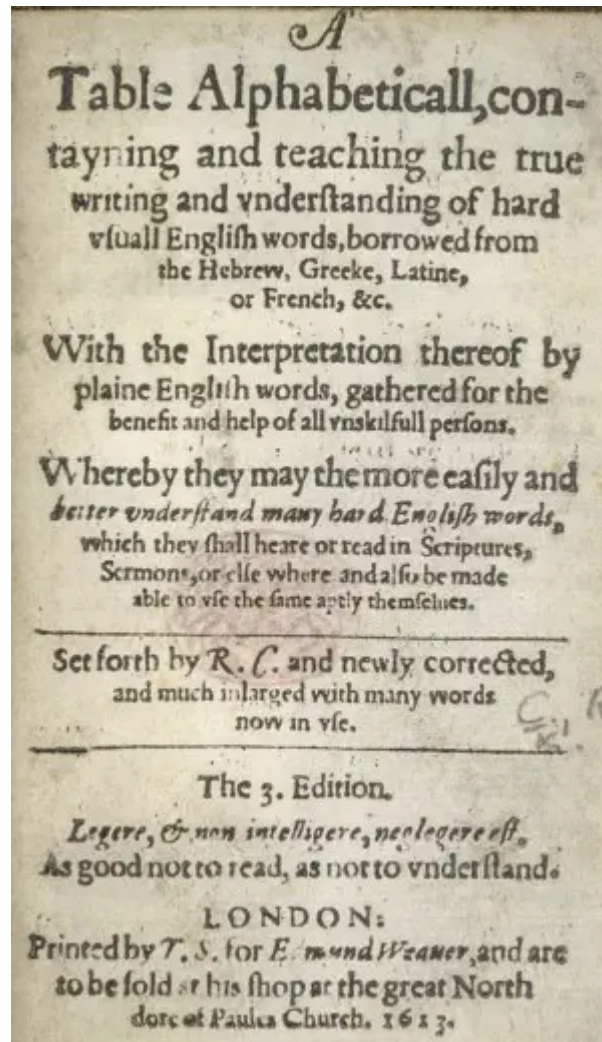 A
Table Alphabeticall, con-
tayning and teaching the true
writing and vnderſtanding of hard
vſuall Engliſh words, borrowed from
the Hebrew, Greeke, Latine,
or French, &c.
With the Interpretation thereof by
plaine Engliſh words, gathered for the
benefit and help of all vnskilfull perſons.
Whereby they may the more eaſily and
better vnderſtand many hard Engliſh words,
which they ſhall heare or read in Scriptures,
Sermons, or elſe where and alſo be made
able to vſe the ſame aptly themſelues.
Set forth by R. C. and newly corrected,
and much inlarged with many words
now in vſe.
The 3. Edition.
Legere, & non intelligere, neglegere eſt.
As good not to read, as not to vnderſtand.
LONDON:
Printed by T. S. for Edmund Weauer, and are
to be ſold at his ſhop at the great North
dore of Paules Church. 1613.